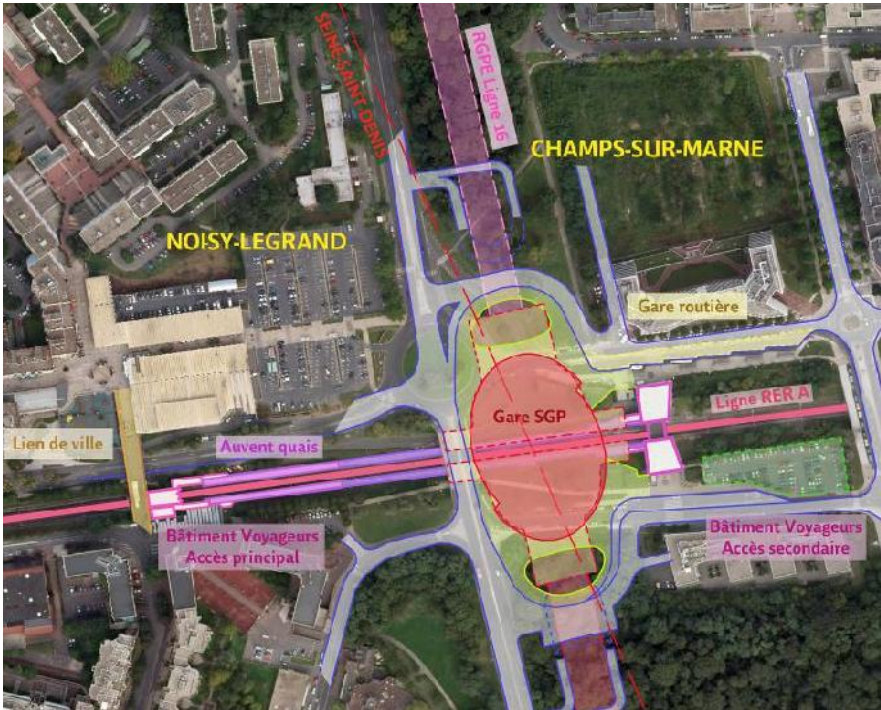 SEINE-SAINT DENIS
RGPE Ligne 16
CHAMPS-SUR-MARNE
NOISY-LEGRAND
Gare routière
Ligne RER A
Gare SGP
Lien de ville
Auvent quais
Bâtiment Voyageurs
Accès principal
Bâtiment Voyageurs
Accès secondaire